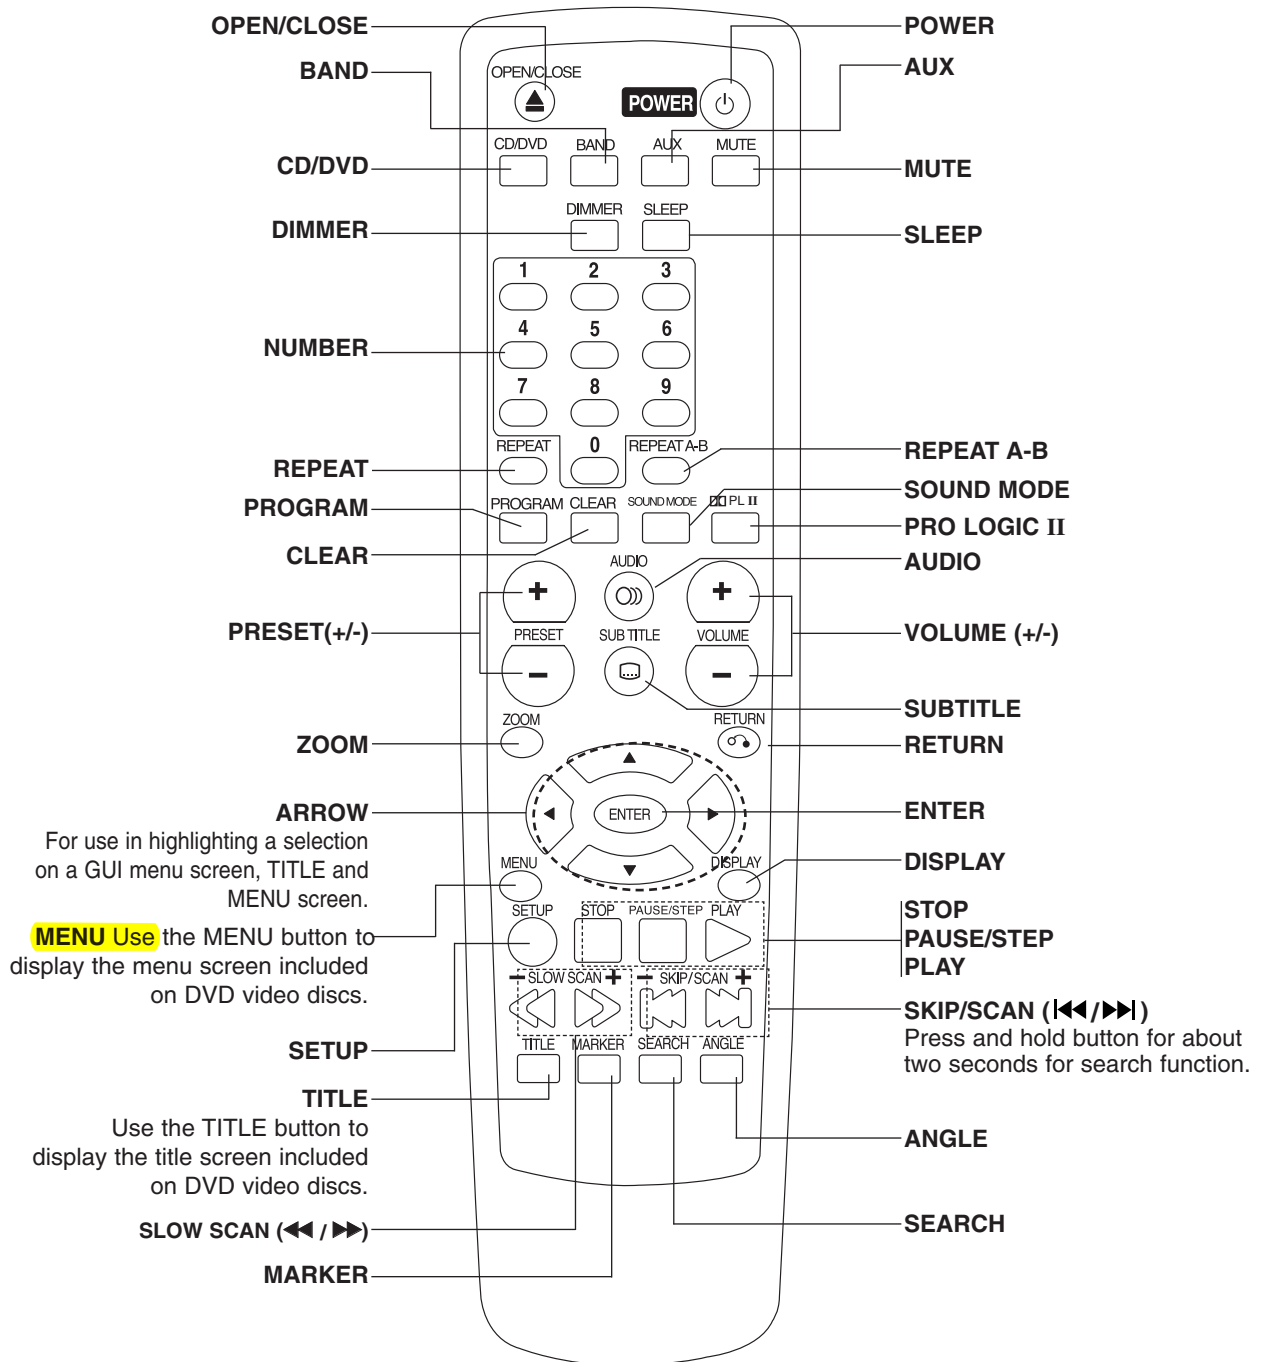 OPEN/CLOSE
BAND
CD/DVD
DIMMER
NUMBER
REPEAT
PROGRAM
CLEAR
PRESET(+/-)
ZOOM
ARROW
For use in highlighting a selection
on a GUI menu screen, TITLE and
MENU screen.
MENU Use the MENU button to
display the menu screen included
on DVD video discs.
SETUP
TITLE
Use the TITLE button to
display the title screen included
on DVD video discs.
SLOW SCAN (◀◀ / ▶▶)
MARKER
OPEN/CLOSE
POWER
CD/DVD BAND AUX MUTE
DIMMER SLEEP
1 2 3
4 5 6
7 8 9
REPEAT 0 REPEAT A-B
PROGRAM CLEAR SOUND MODE PL II
AUDIO
+ +
PRESET SUB TITLE VOLUME
− −
ZOOM RETURN
ENTER
MENU DISPLAY
SETUP STOP PAUSE/STEP PLAY
− SLOW SCAN + − SKIP/SCAN +
TITLE MARKER SEARCH ANGLE
POWER
AUX
MUTE
SLEEP
REPEAT A-B
SOUND MODE
PRO LOGIC II
AUDIO
VOLUME (+/-)
SUBTITLE
RETURN
ENTER
DISPLAY
STOP
PAUSE/STEP
PLAY
SKIP/SCAN (|◀◀/▶▶|)
Press and hold button for about
two seconds for search function.
ANGLE
SEARCH